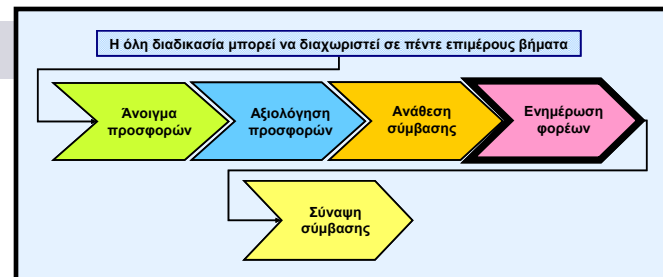 Η όλη διαδικασία μπορεί να διαχωριστεί σε πέντε επιμέρους βήματα
Άνοιγμα
προσφορών
Αξιολόγηση
προσφορών
Ανάθεση
σύμβασης
Ενημέρωση
φορέων
Σύναψη
σύμβασης